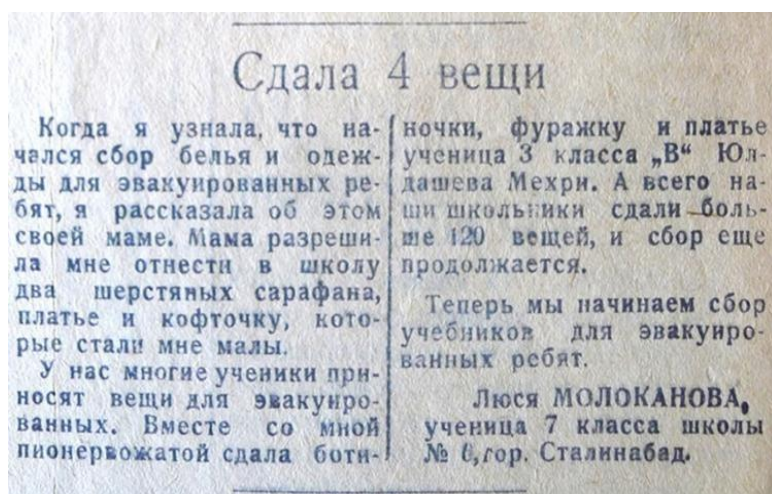 Сдала 4 вещи
Когда я узнала, что на-
чался сбор белья и одеж-
ды для эвакуированных ре-
бят, я рассказала об этом
своей маме. Мама разреши-
ла мне отнести в школу
два шерстяных сарафана,
платье и кофточку, кото-
рые стали мне малы.
У нас многие ученики при-
носят вещи для эвакуиро-
ванных. Вместе со мной
пионервожатой сдала боти-
ночки, фуражку и платье
ученица 3 класса „В“ Юл-
дашева Мехри. А всего на-
ши школьники сдали боль-
ше 120 вещей, и сбор еще
продолжается.
Теперь мы начинаем сбор
учебников для эвакуиро-
ванных ребят.
Люся МОЛОКАНОВА,
ученица 7 класса школы
№ 6, гор. Сталинабад.